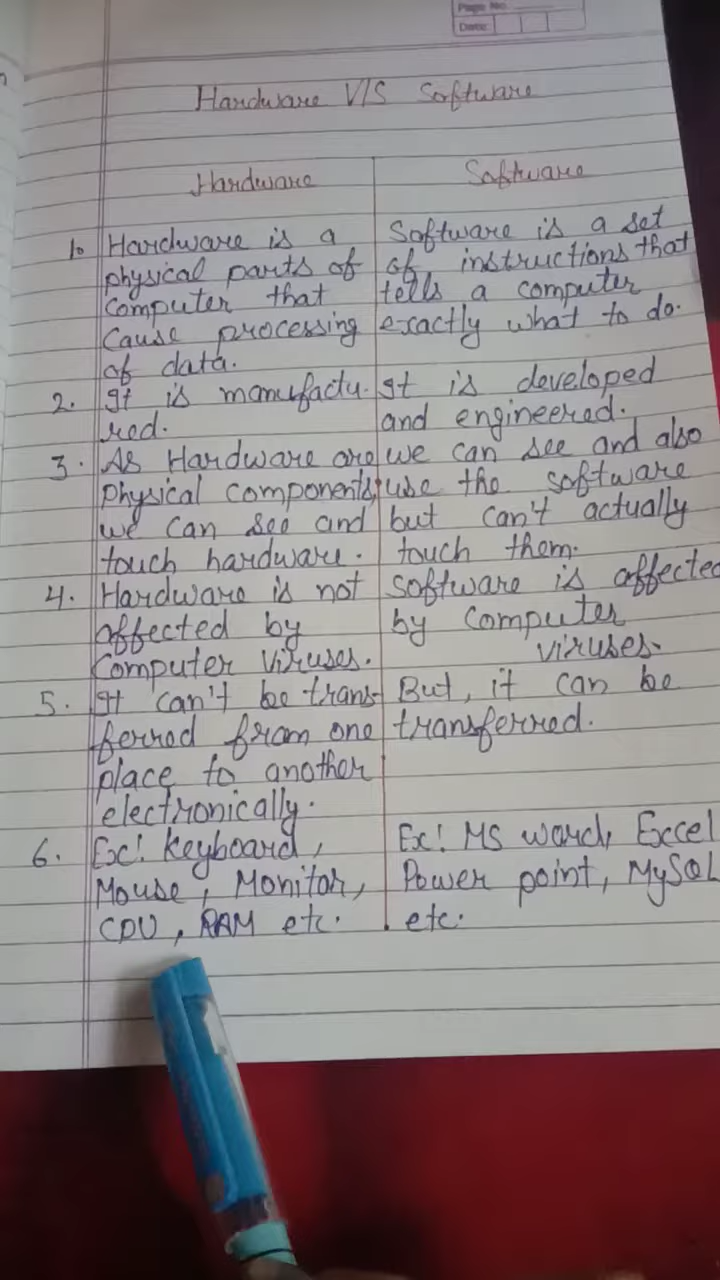 Page No.
Date:
Hardware V/S Software
Hardware Software
1. Hardware is a
physical parts of
computer that
cause processing
of data.
Software is a set
of instructions that
tells a computer
exactly what to do.
2. It is manufactu-
red.
It is developed
and engineered.
3. As Hardware are
physical components,
we can see and
touch hardware.
we can see and also
use the software
but can't actually
touch them.
4. Hardware is not
affected by
computer viruses.
Software is affected
by computer
viruses.
5. It can't be trans-
ferred from one
place to another
electronically.
But, it can be
transferred.
6. Ex: Keyboard,
Mouse, Monitor,
CPU, RAM etc.
Ex: MS word, Excel
Power point, MySQL
etc.